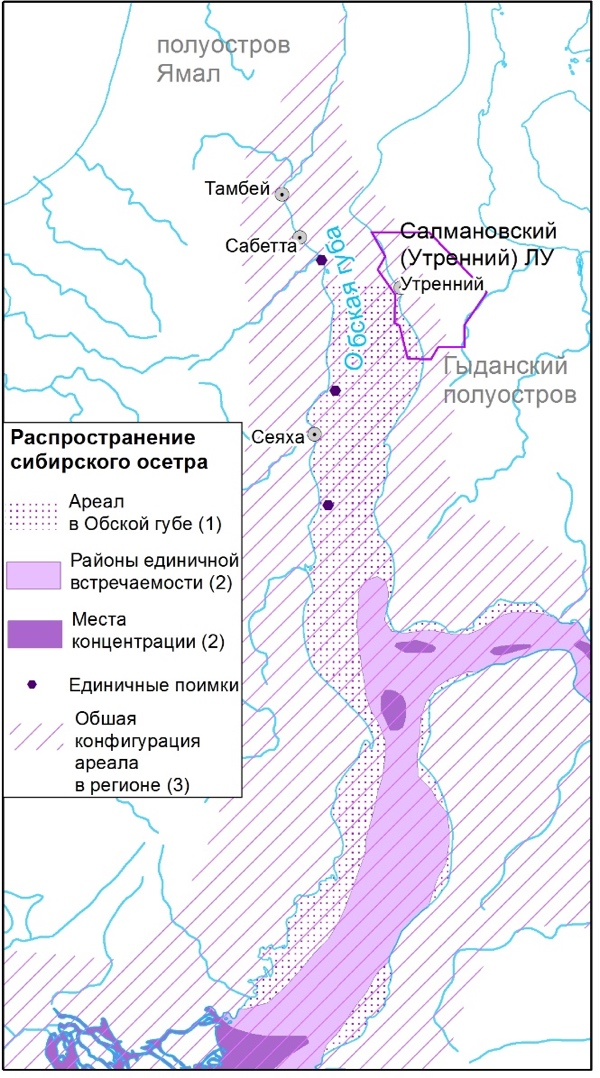 полуостров
Ямал
Тамбей
Сабетта
Обская губа
Салмановский
(Утренний) ЛУ
Утренний
Гыданский
полуостров
Сеяха
Распространение
сибирского осетра
Ареал
в Обской губе (1)
Районы единичной
встречаемости (2)
Места
концентрации (2)
Единичные поимки
Обшая
конфигурация
ареала
в регионе (3)